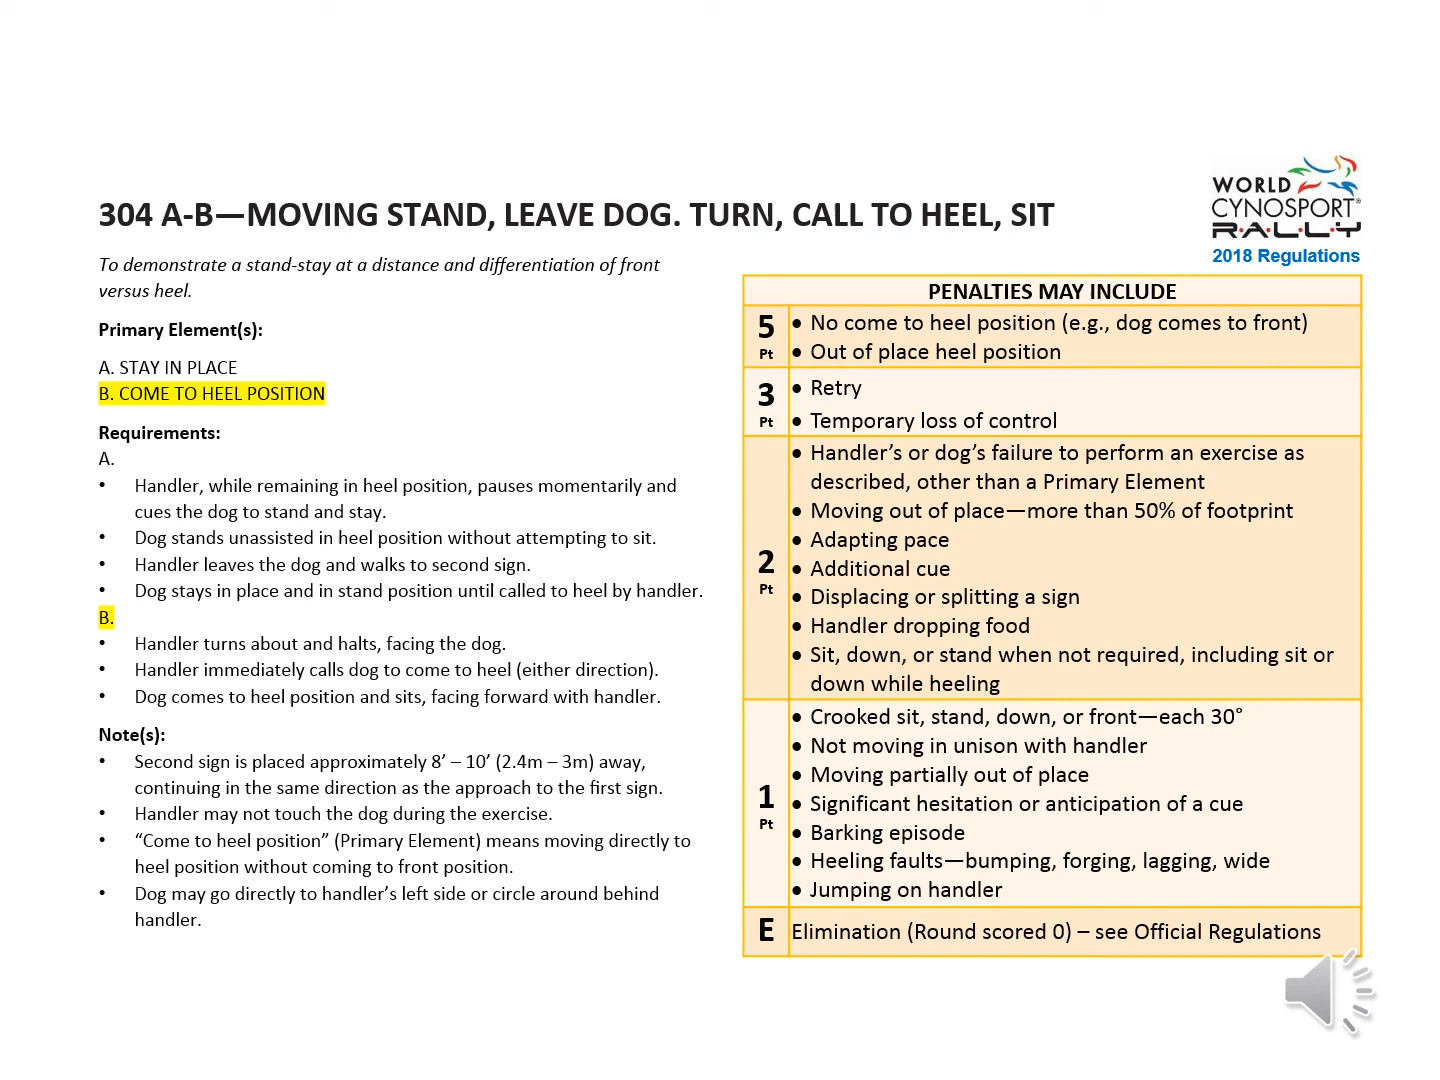 WORLD
CYNOSPORT®
R.A.L.L.Y
2018 Regulations
304 A-B—MOVING STAND, LEAVE DOG. TURN, CALL TO HEEL, SIT
To demonstrate a stand-stay at a distance and differentiation of front
versus heel.
Primary Element(s):
A. STAY IN PLACE
B. COME TO HEEL POSITION
Requirements:
A.
• Handler, while remaining in heel position, pauses momentarily and
cues the dog to stand and stay.
• Dog stands unassisted in heel position without attempting to sit.
• Handler leaves the dog and walks to second sign.
• Dog stays in place and in stand position until called to heel by handler.
B.
• Handler turns about and halts, facing the dog.
• Handler immediately calls dog to come to heel (either direction).
• Dog comes to heel position and sits, facing forward with handler.
Note(s):
• Second sign is placed approximately 8’ – 10’ (2.4m – 3m) away,
continuing in the same direction as the approach to the first sign.
• Handler may not touch the dog during the exercise.
• “Come to heel position” (Primary Element) means moving directly to
heel position without coming to front position.
• Dog may go directly to handler’s left side or circle around behind
handler.
PENALTIES MAY INCLUDE
5
Pt
• No come to heel position (e.g., dog comes to front)
• Out of place heel position
3
Pt
• Retry
• Temporary loss of control
2
Pt
• Handler’s or dog’s failure to perform an exercise as
described, other than a Primary Element
• Moving out of place—more than 50% of footprint
• Adapting pace
• Additional cue
• Displacing or splitting a sign
• Handler dropping food
• Sit, down, or stand when not required, including sit or
down while heeling
1
Pt
• Crooked sit, stand, down, or front—each 30°
• Not moving in unison with handler
• Moving partially out of place
• Significant hesitation or anticipation of a cue
• Barking episode
• Heeling faults—bumping, forging, lagging, wide
• Jumping on handler
E
Elimination (Round scored 0) – see Official Regulations